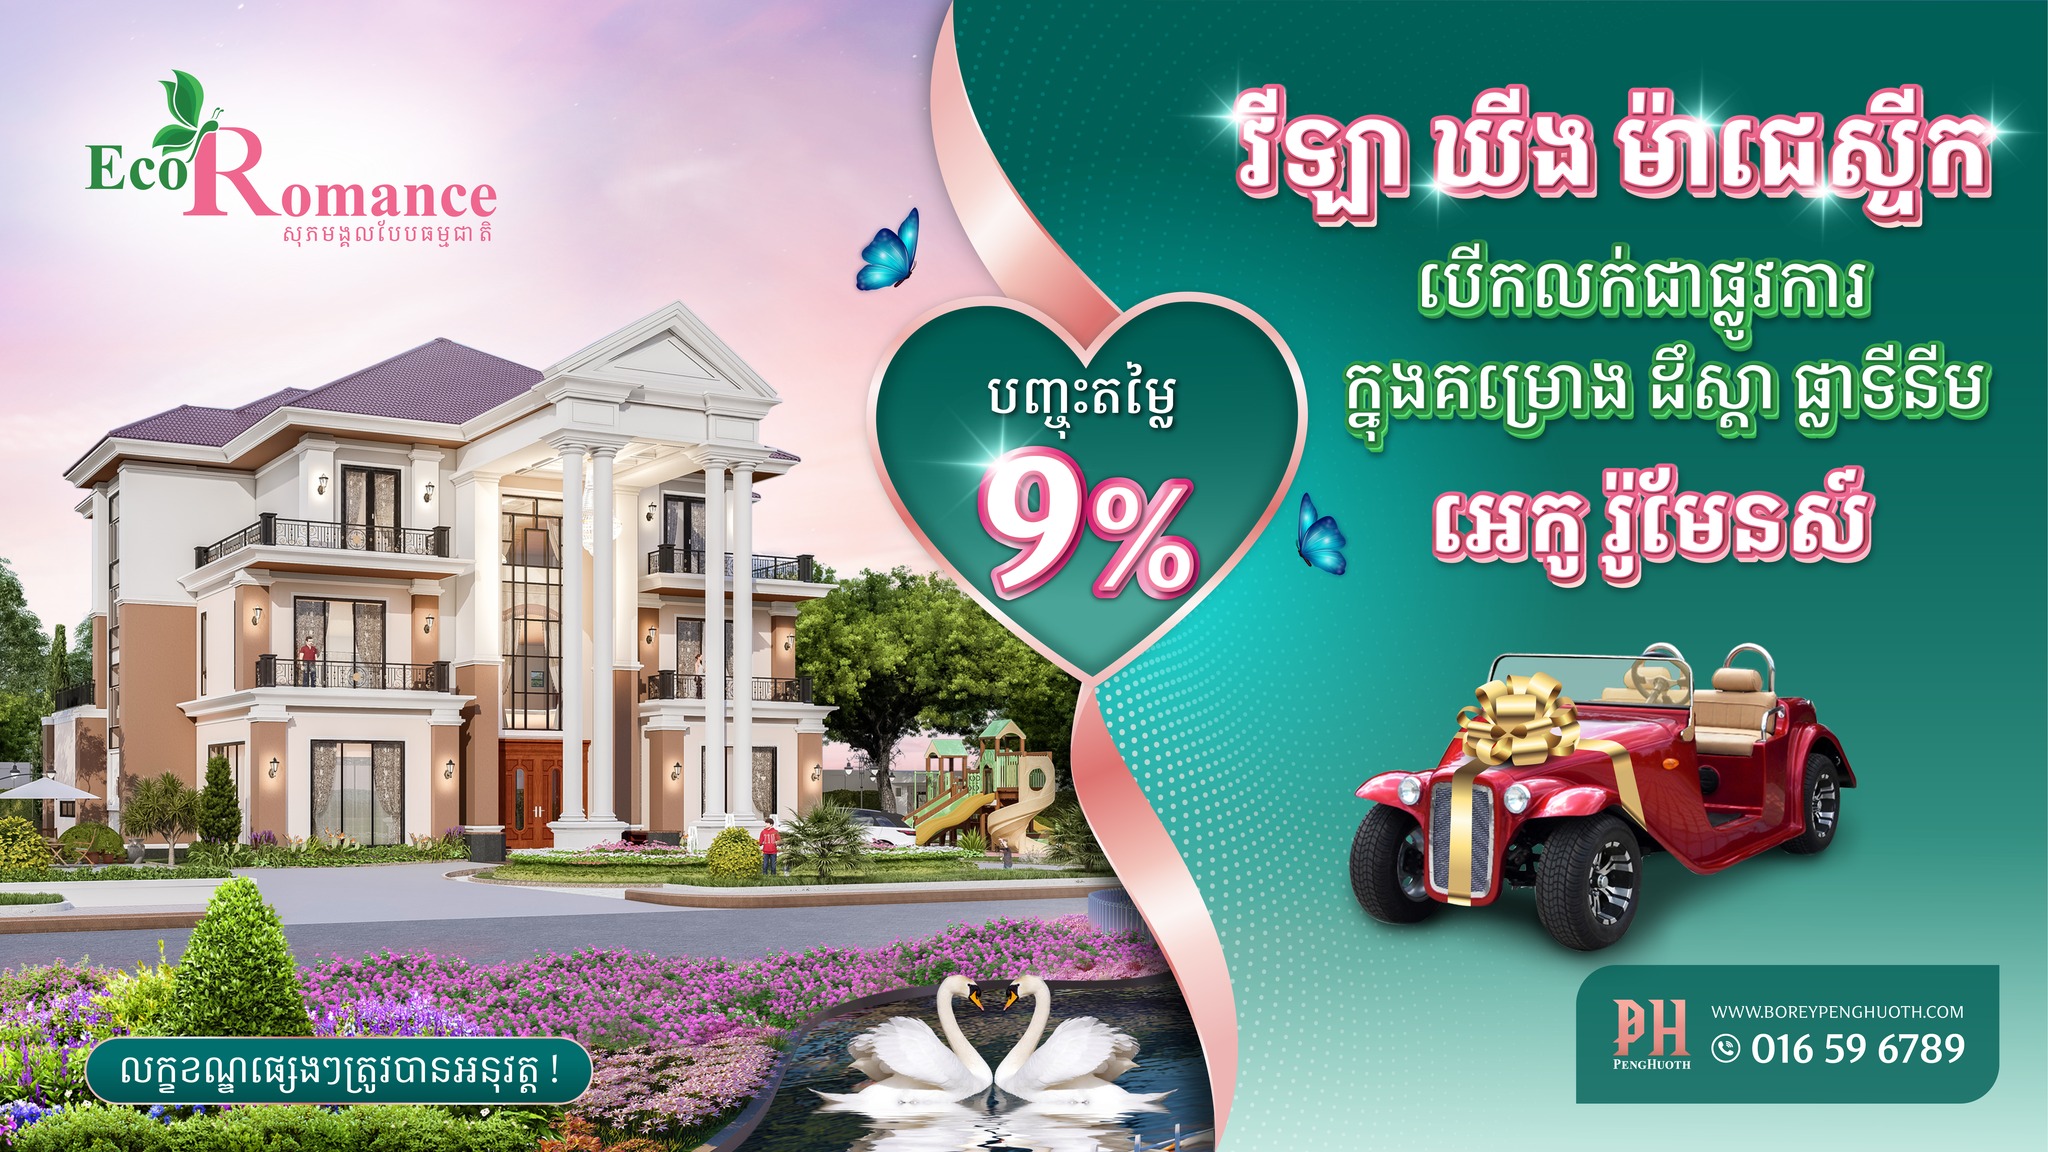 Eco Romance
សុភមង្គលបែបធម្មជាតិ
វីឡា ឃីង ម៉ាជេស្ទីក
បើកលក់ជាផ្លូវការ
ក្នុងគម្រោង ដឹស្តា ផ្លាទីនីម
អេកូ រ៉ូមែនស៍
បញ្ចុះតម្លៃ
9%
លក្ខខណ្ឌផ្សេងៗត្រូវបានអនុវត្ត !
PH
PENGHUOTH
WWW.BOREYPENGHUOTH.COM
016 59 6789